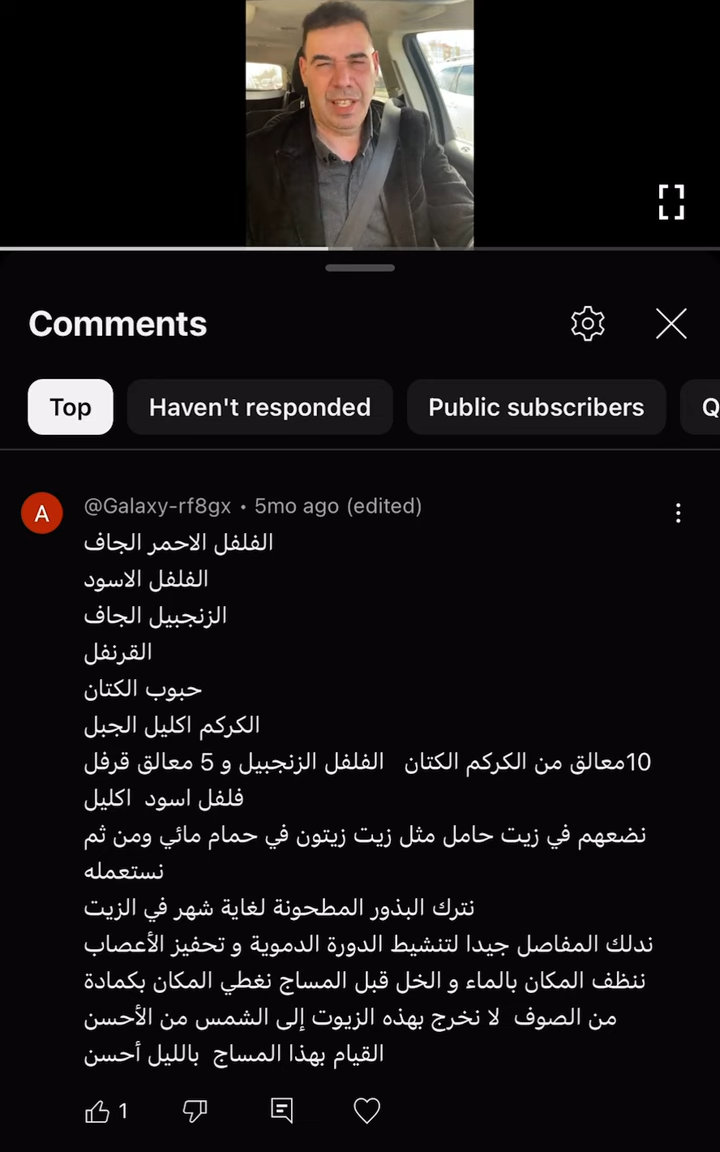 Comments
Top
Haven't responded
Public subscribers
Q
A
@Galaxy-rf8gx • 5mo ago (edited)
الفلفل الاحمر الجاف
الفلفل الاسود
الزنجبيل الجاف
القرنفل
حبوب الكتان
الكركم اكليل الجبل
10معالق من الكركم الكتان الفلفل الزنجبيل و 5 معالق قرفل
فلفل اسود اكليل
نضعهم في زيت حامل مثل زيت زيتون في حمام مائي ومن ثم
نستعمله
نترك البذور المطحونة لغاية شهر في الزيت
ندلك المفاصل جيدا لتنشيط الدورة الدموية و تحفيز الأعصاب
ننظف المكان بالماء و الخل قبل المساج نغطي المكان بكمادة
من الصوف لا نخرج بهذه الزيوت إلى الشمس من الأحسن
القيام بهذا المساج بالليل أحسن
1